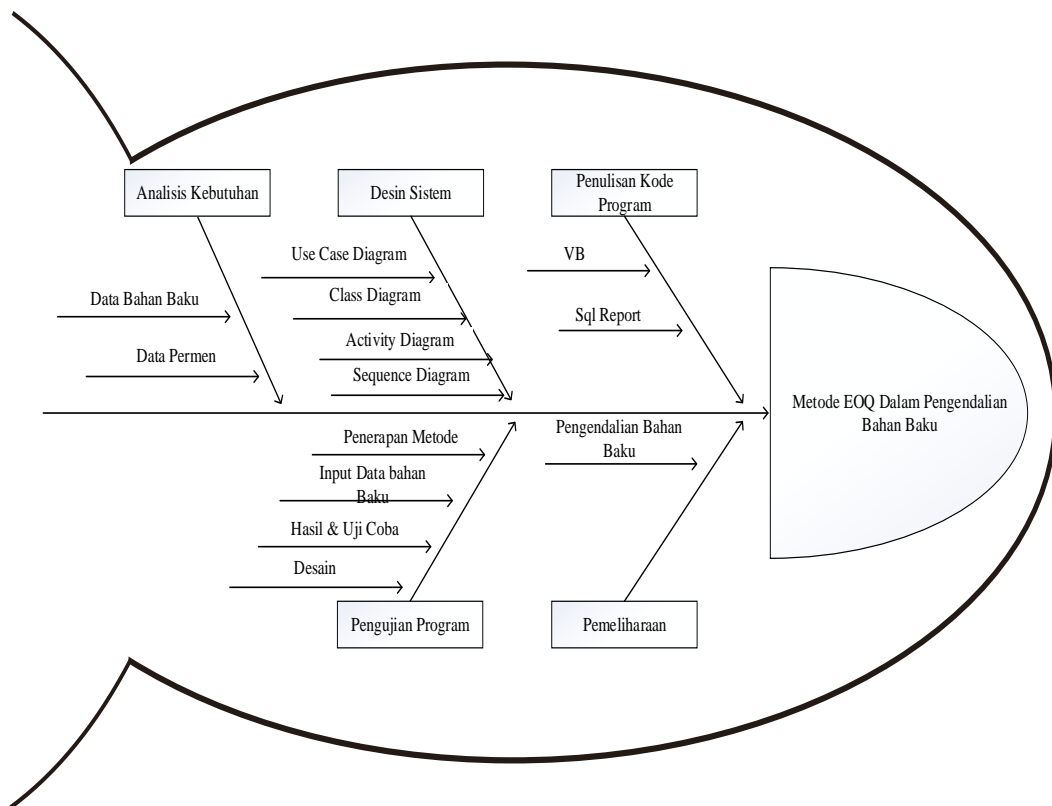 Analisis Kebutuhan
Desin Sistem
Penulisan Kode
Program
Use Case Diagram
VB
Data Bahan Baku
Class Diagram
Sql Report
Activity Diagram
Data Permen
Sequence Diagram
Metode EOQ Dalam Pengendalian
Bahan Baku
Penerapan Metode
Pengendalian Bahan
Baku
Input Data bahan
Baku
Hasil & Uji Coba
Desain
Pengujian Program
Pemeliharaan